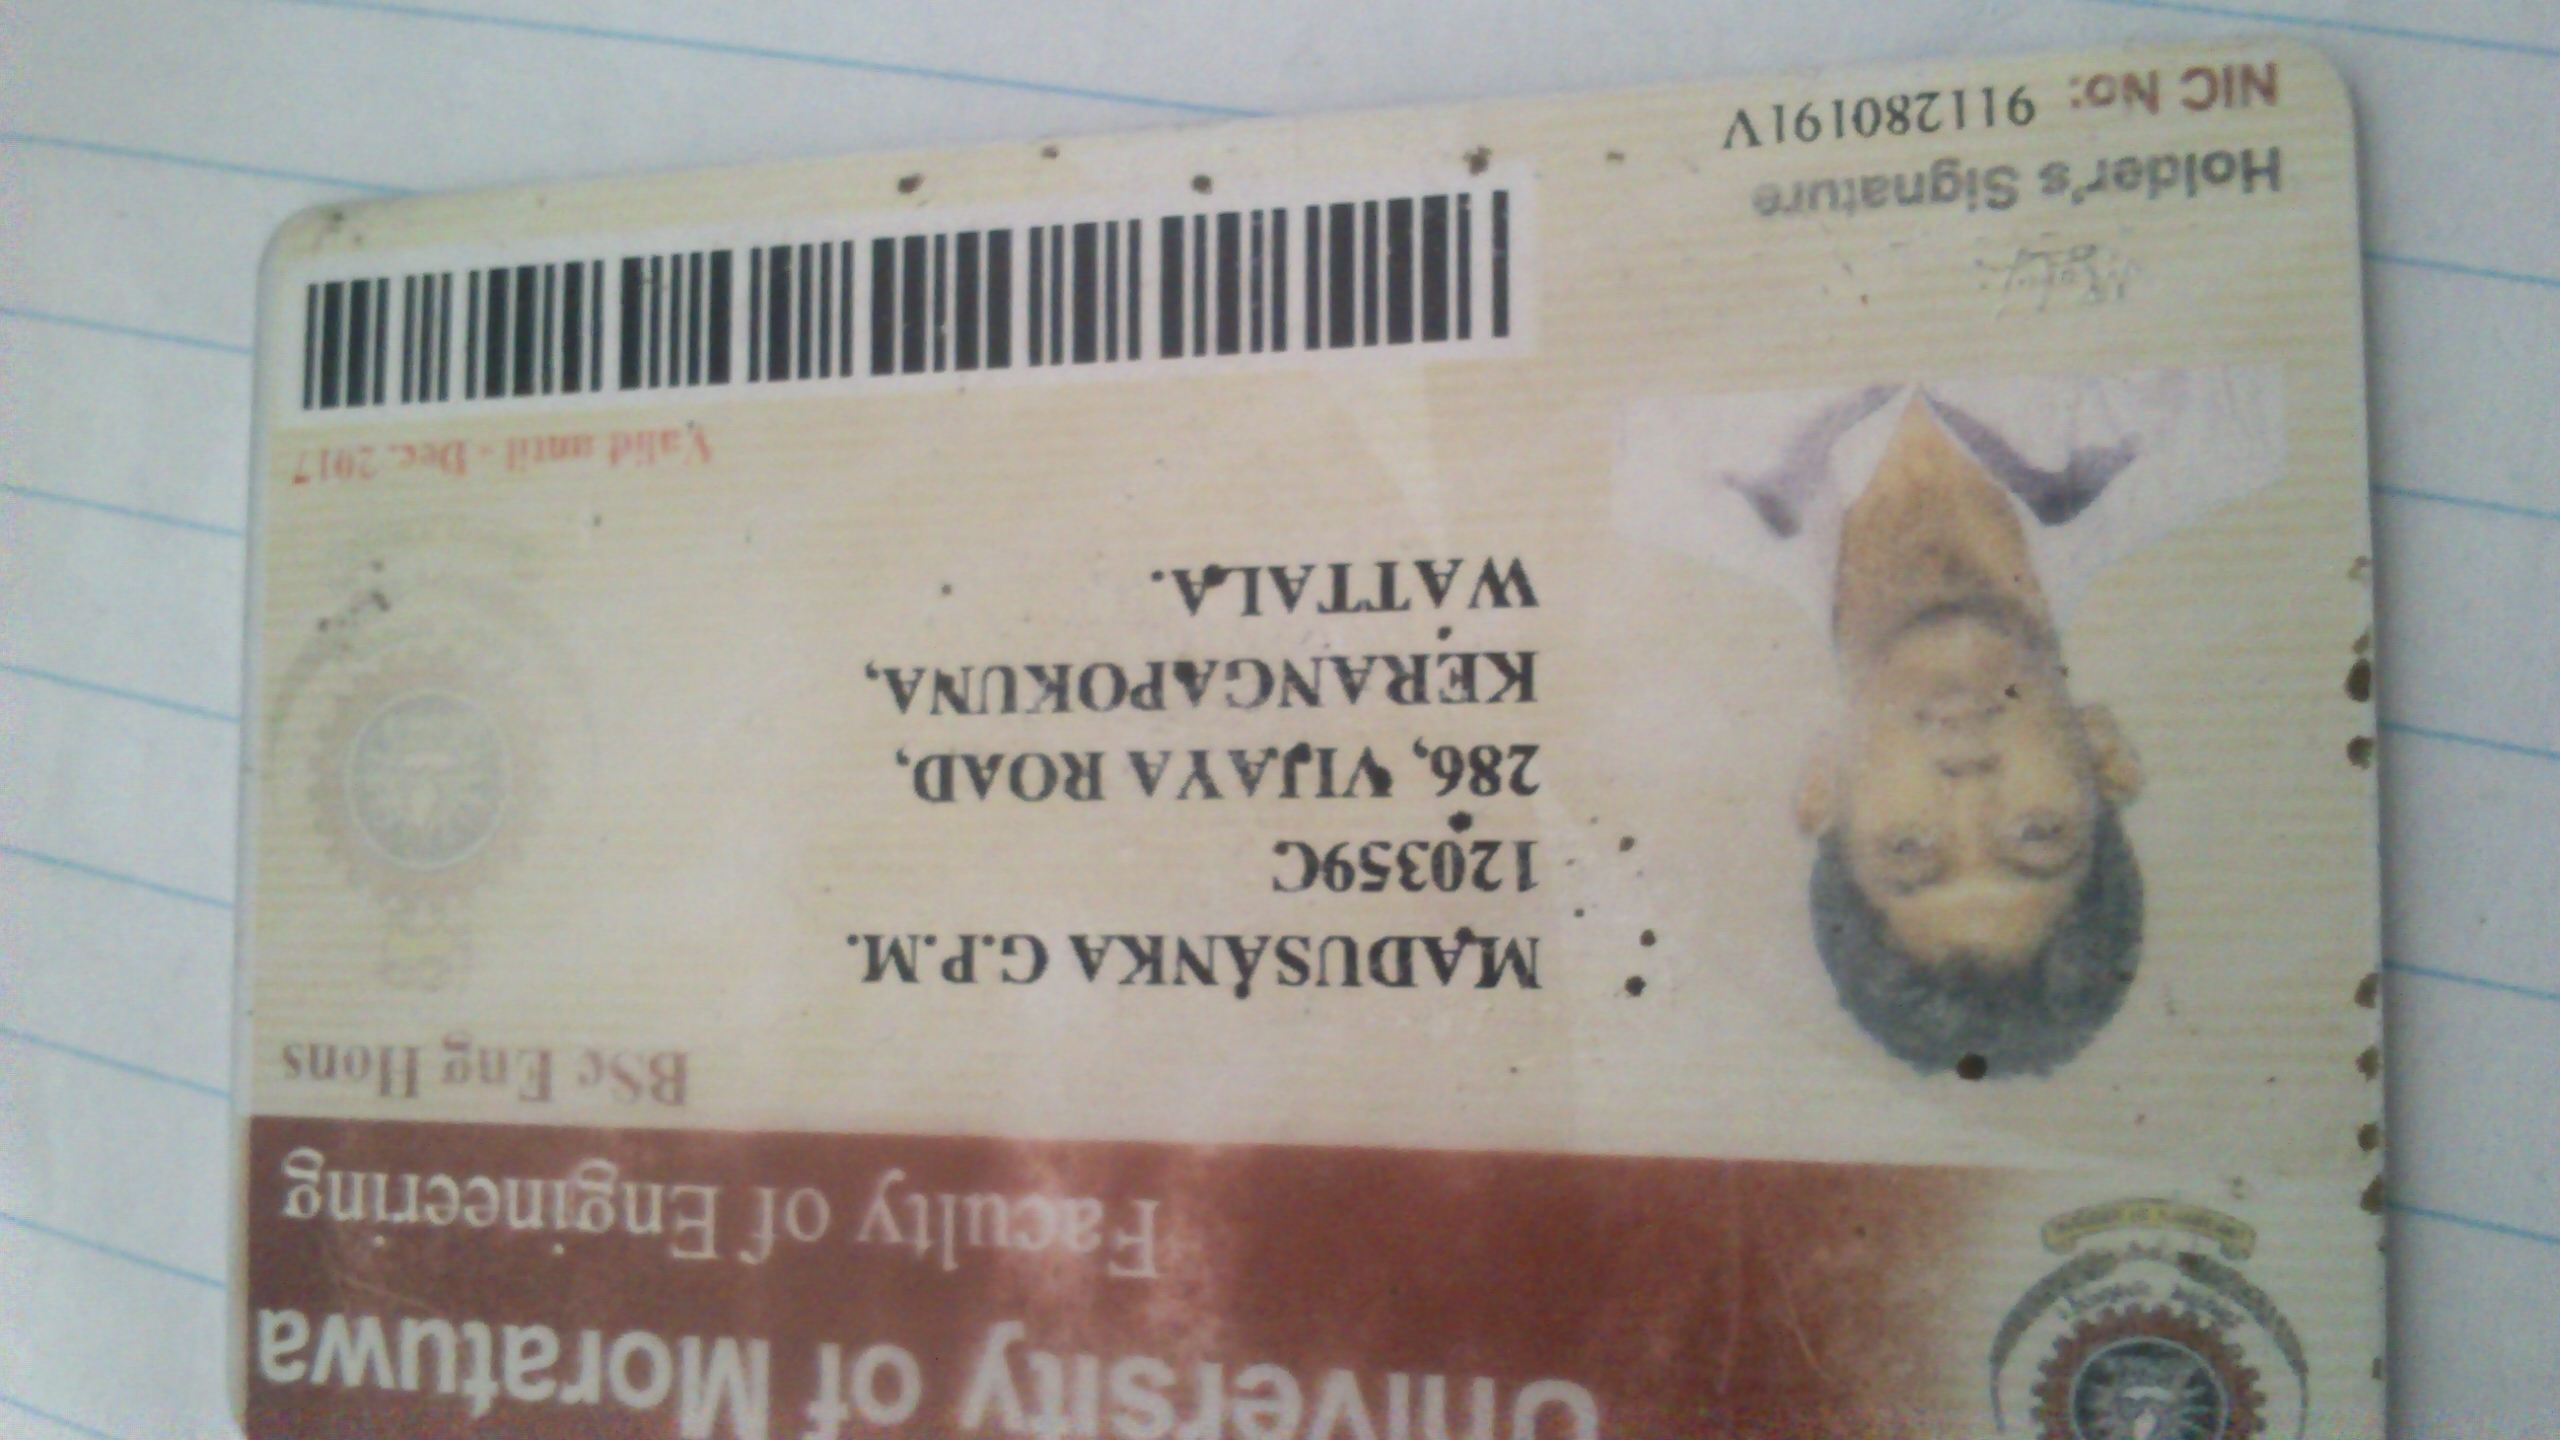 University of Moratuwa
Faculty of Engineering
BSc Eng Hons
MADUSANKA G.P.M.
120359C
286, VIJAYA ROAD,
KERANGAPOKUNA,
WATTALA.
Valid until - Dec. 2017
Holder's Signature
NIC No: 911280191V